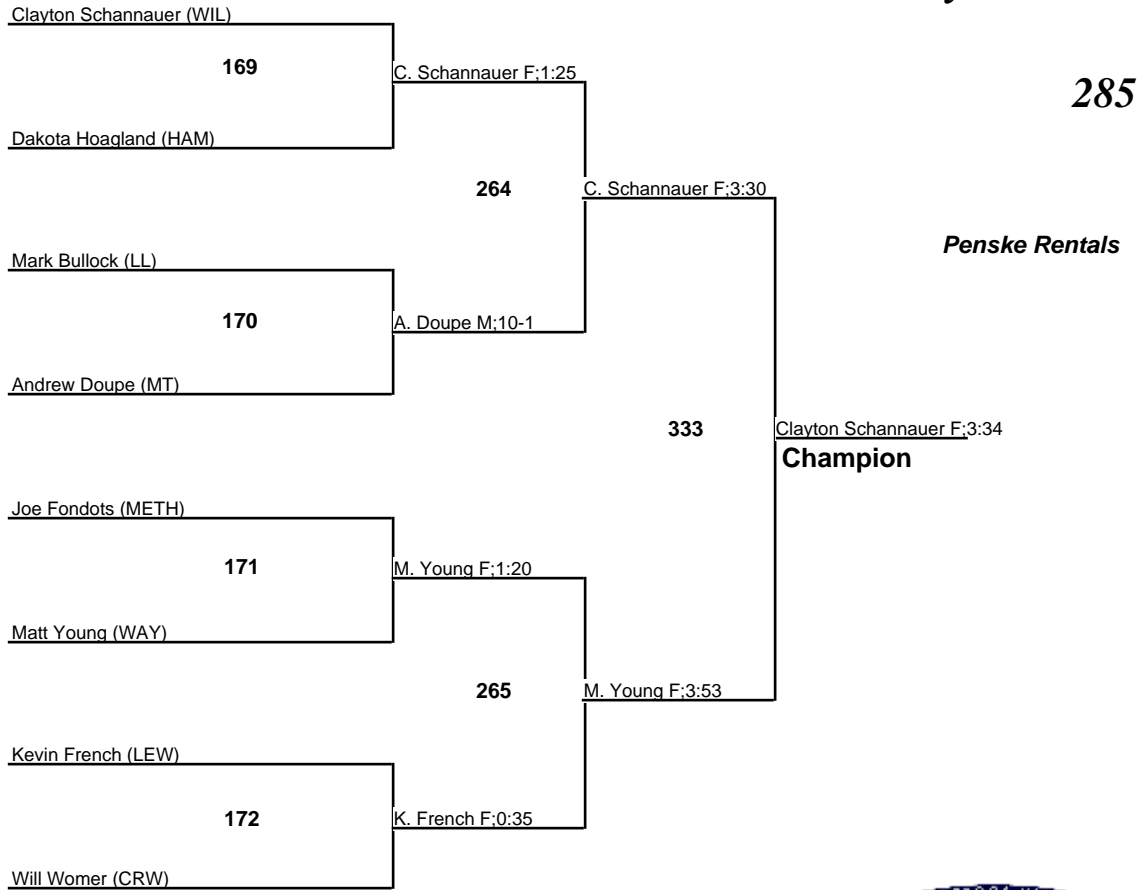 Clayton Schannauer (WIL)
169
C. Schannauer F;1:25
285
Dakota Hoagland (HAM)
264
C. Schannauer F;3:30
Penske Rentals
Mark Bullock (LL)
170
A. Doupe M;10-1
Andrew Doupe (MT)
333
Clayton Schannauer F;3:34
Champion
Joe Fondots (METH)
171
M. Young F;1:20
Matt Young (WAY)
265
M. Young F;3:53
Kevin French (LEW)
172
K. French F;0:35
Will Womer (CRW)